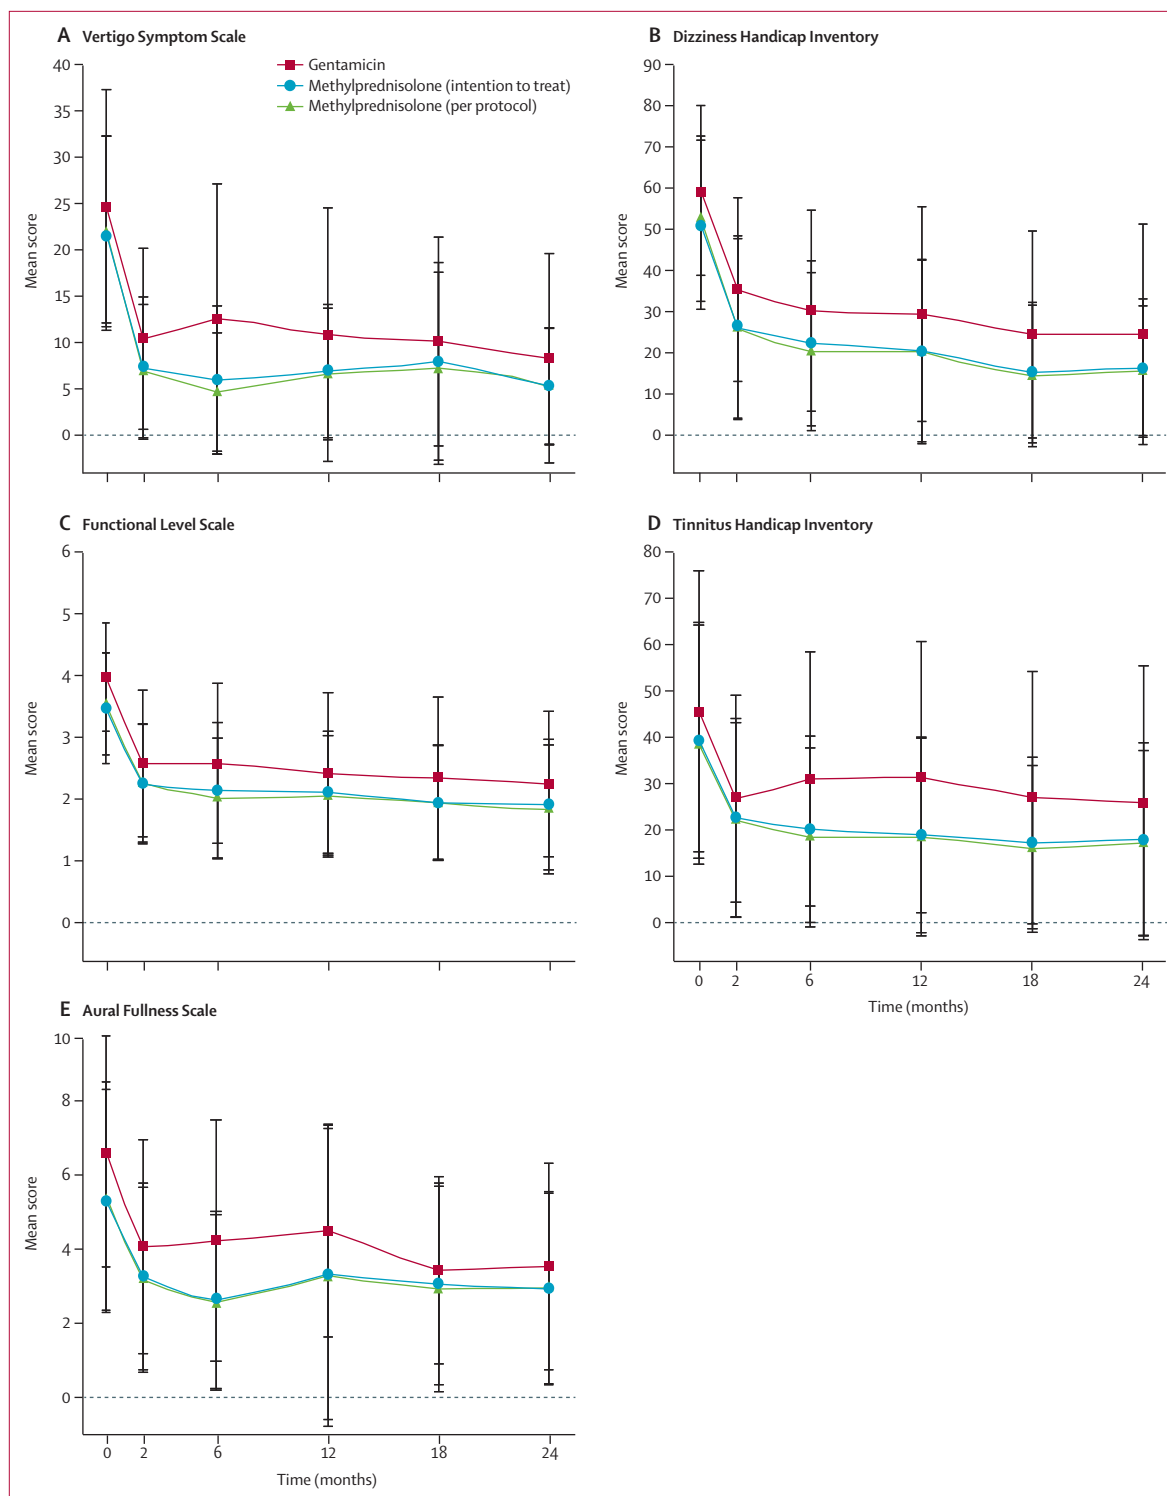 A Vertigo Symptom Scale
40
35
30
25
20
15
10
5
0
Mean score
Gentamicin
Methylprednisolone (intention to treat)
Methylprednisolone (per protocol)
B Dizziness Handicap Inventory
90
80
70
60
50
40
30
20
10
0
Mean score
C Functional Level Scale
6
5
4
3
2
1
0
Mean score
D Tinnitus Handicap Inventory
80
70
60
50
40
30
20
10
0
Mean score
0 2 6 12 18 24
Time (months)
E Aural Fullness Scale
10
8
6
4
2
0
Mean score
0 2 6 12 18 24
Time (months)